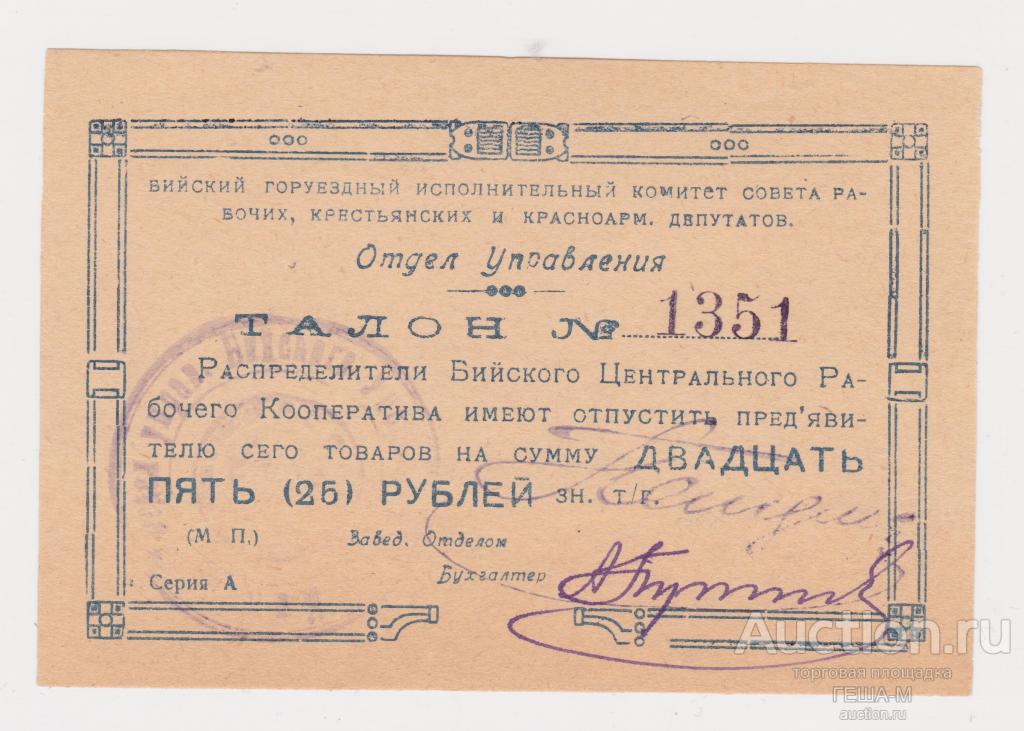 БИЙСКИЙ ГОРУЕЗДНЫЙ ИСПОЛНИТЕЛЬНЫЙ КОМИТЕТ СОВЕТА РА-
БОЧИХ, КРЕСТЬЯНСКИХ И КРАСНОАРМ. ДЕПУТАТОВ.
Отдел Управления
ТАЛОН № 1351
РАСПРЕДЕЛИТЕЛИ БИЙСКОГО ЦЕНТРАЛЬНОГО РА-
БОЧЕГО КООПЕРАТИВА ИМЕЮТ ОТПУСТИТЬ ПРЕД'ЯВИ-
ТЕЛЮ СЕГО ТОВАРОВ НА СУММУ ДВАДЦАТЬ
ПЯТЬ (25) РУБЛЕЙ ЗН. Т/Г.
(М П.) Завед. Отделом
Серия А Бухгалтер
Auction.ru
торговая площадка
ГЕША-М
auction.ru